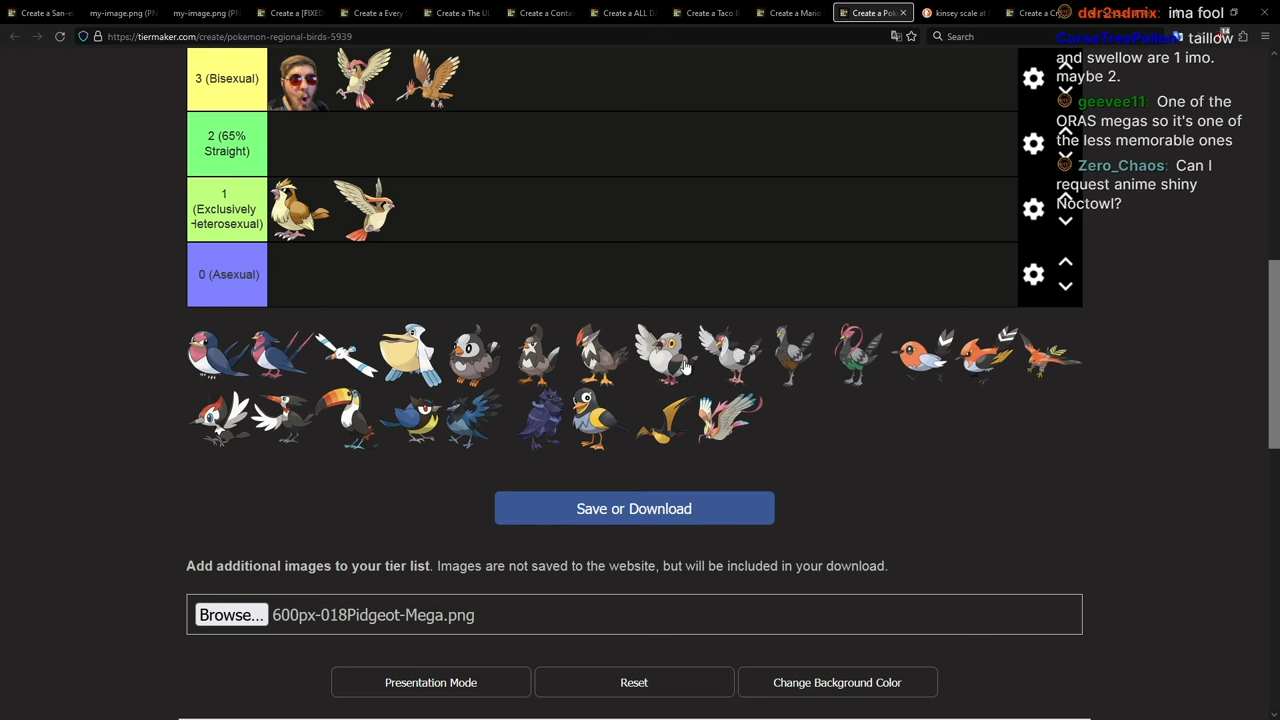 Create a San-e
my-image.png (PN
my-image.png (PN
Create a [FIXED
Create a Every
Create a The Ul
Create a Conta
Create a ALL D
Create a Taco B
Create a Mario
Create a Pok
kinsey scale at
Create a C
https://tiermaker.com/create/pokemon-regional-birds-5939
Search
14
ddr2ndmix: ima fool
CursaTreePollan: taillow
and swellow are 1 imo.
maybe 2.
geevee11: One of the
ORAS megas so it's one of
the less memorable ones
Zero_Chaos: Can I
request anime shiny
Noctowl?
3 (Bisexual)
2 (65%
Straight)
1
(Exclusively
Heterosexual)
0 (Asexual)
Save or Download
Add additional images to your tier list. Images are not saved to the website, but will be included in your download.
Browse... 600px-018Pidgeot-Mega.png
Presentation Mode
Reset
Change Background Color